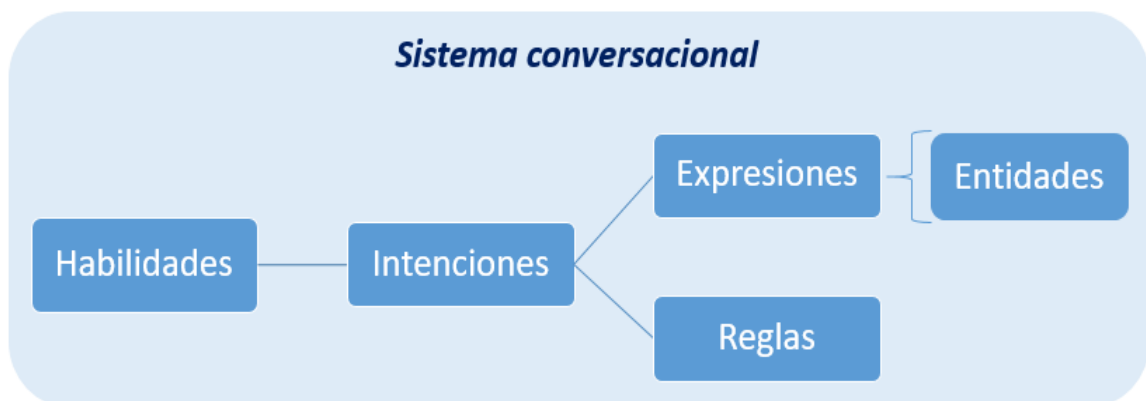 Sistema conversacional
Expresiones
Entidades
Habilidades
Intenciones
Reglas